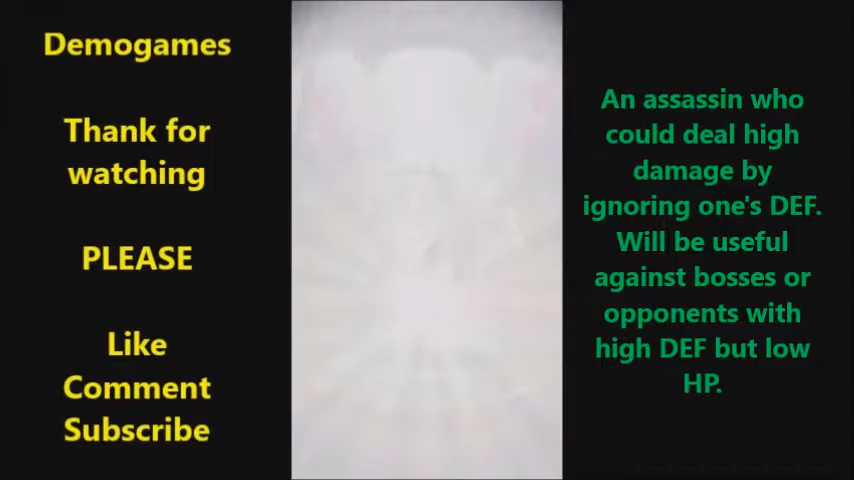 Demogames
Thank for
watching
PLEASE
Like
Comment
Subscribe
An assassin who
could deal high
damage by
ignoring one's DEF.
Will be useful
against bosses or
opponents with
high DEF but low
HP.